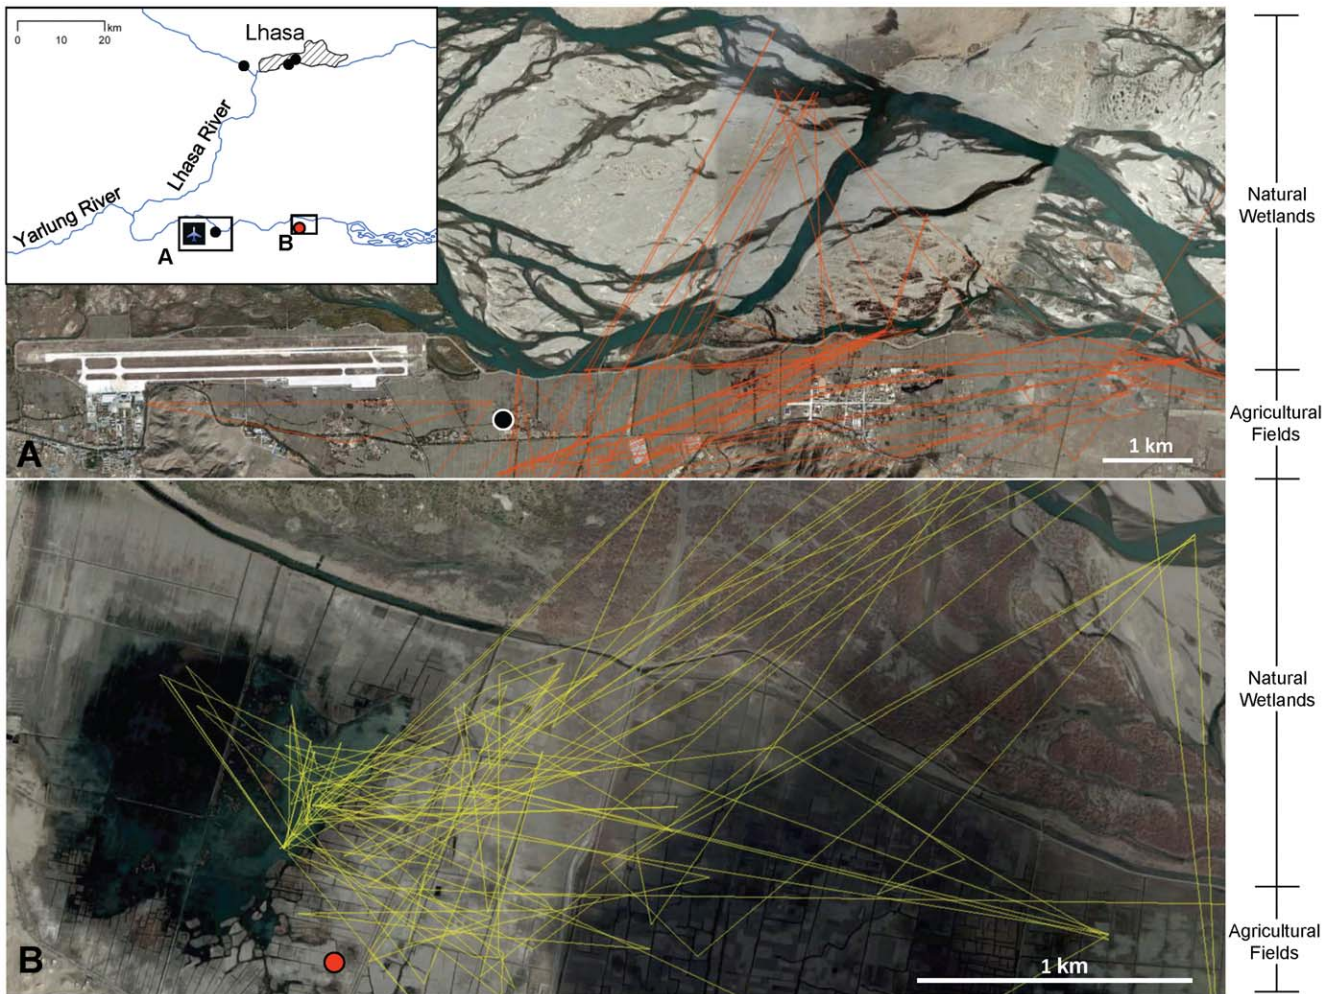 0 10 20 km
Lhasa
Lhasa River
Yarlung River
A
B
Natural
Wetlands
Agricultural
Fields
A
1 km
Natural
Wetlands
Agricultural
Fields
B
1 km